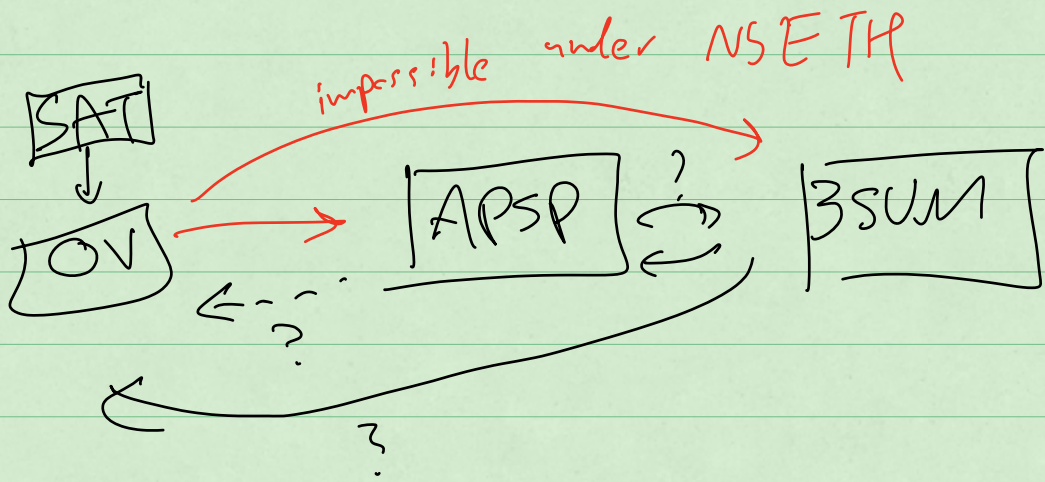 impossible under NSETH
SAT
OV
APSP
?
3SUM
?
?